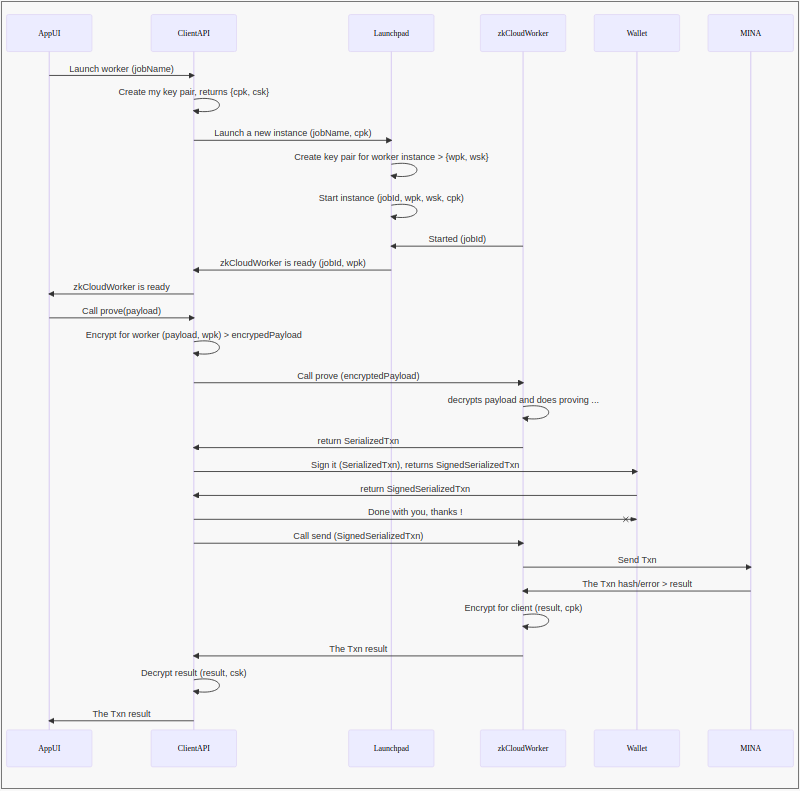 AppUI ClientAPI Launchpad zkCloudWorker Wallet MINA
Launch worker (jobName)
Create my key pair, returns {cpk, csk}
Launch a new instance (jobName, cpk)
Create key pair for worker instance > {wpk, wsk}
Start instance (jobId, wpk, wsk, cpk)
Started (jobId)
zkCloudWorker is ready (jobId, wpk)
zkCloudWorker is ready
Call prove(payload)
Encrypt for worker (payload, wpk) > encrypedPayload
Call prove (encryptedPayload)
decrypts payload and does proving ...
return SerializedTxn
Sign it (SerializedTxn), returns SignedSerializedTxn
return SignedSerializedTxn
Done with you, thanks !
Call send (SignedSerializedTxn)
Send Txn
The Txn hash/error > result
Encrypt for client (result, cpk)
The Txn result
Decrypt result (result, csk)
The Txn result
AppUI ClientAPI Launchpad zkCloudWorker Wallet MINA